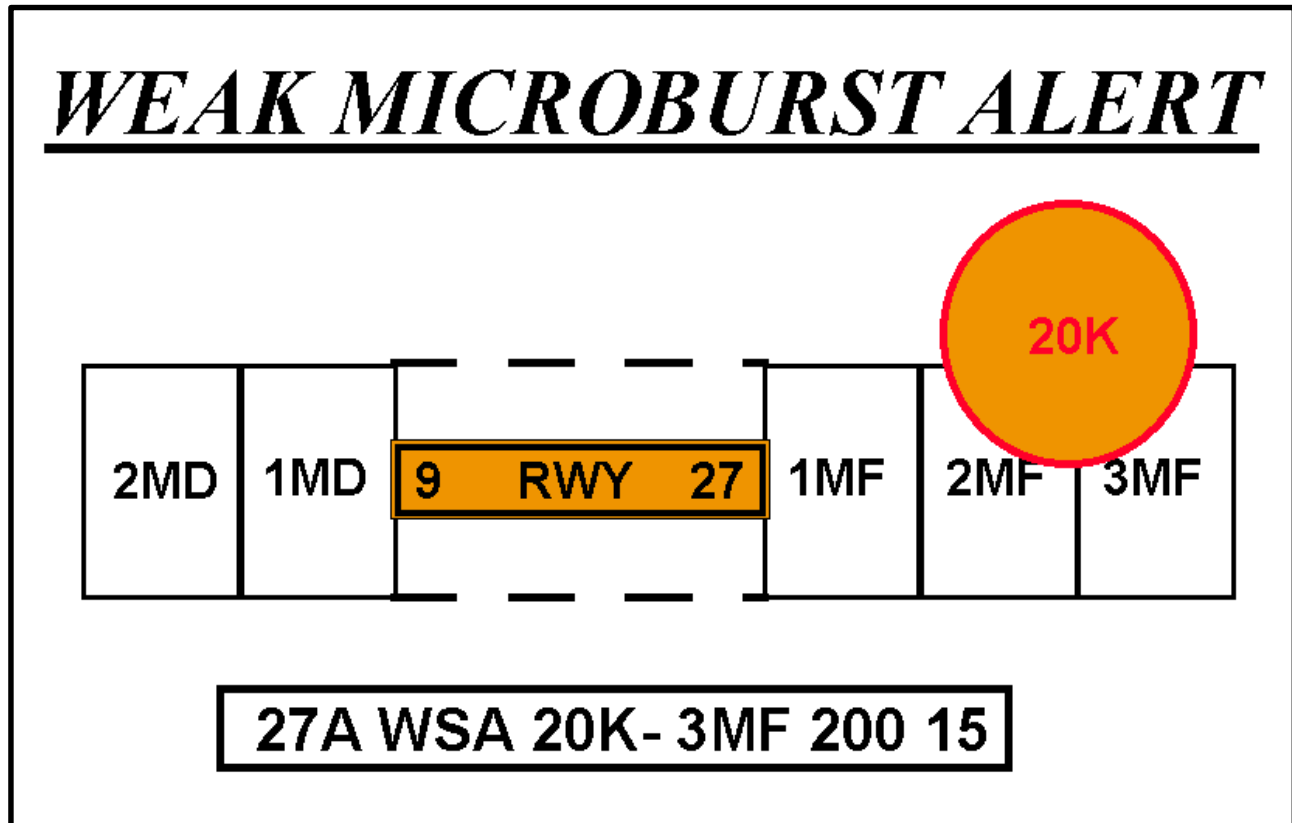 WEAK MICROBURST ALERT
20K
2MD 1MD 9 RWY 27 1MF 2MF 3MF
27A WSA 20K- 3MF 200 15